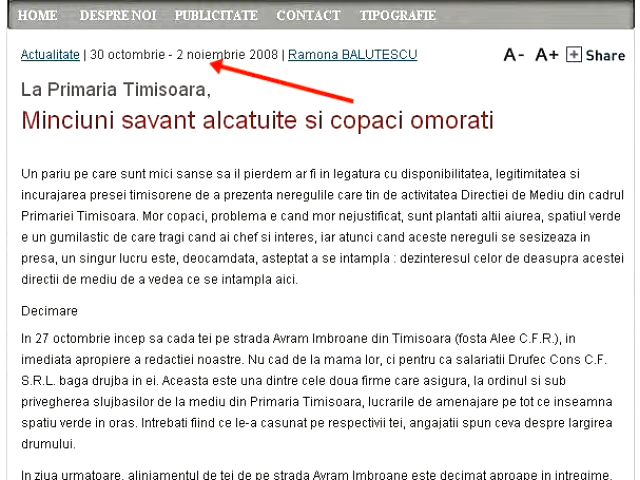 HOME DESPRE NOI PUBLICITATE CONTACT TIPOGRAFIE
Actualitate | 30 octombrie - 2 noiembrie 2008 | Ramona BALUTESCU A- A+ Share
La Primaria Timisoara,
Minciuni savant alcatuite si copaci omorati
Un pariu pe care sunt mici sanse sa il pierdem ar fi in legatura cu disponibilitatea, legitimitatea si
incurajarea presei timisorene de a prezenta neregulile care tin de activitatea Directiei de Mediu din cadrul
Primariei Timisoara. Mor copaci, problema e cand mor nejustificat, sunt plantati altii aiurea, spatiul verde
e un gumilastic de care tragi cand ai chef si interes, iar atunci cand aceste nereguli se sesizeaza in
presa, un singur lucru este, deocamdata, asteptat a se intampla : dezinteresul celor de deasupra acestei
directii de mediu de a vedea ce se intampla aici.
Decimare
In 27 octombrie incep sa cada tei pe strada Avram Imbroane din Timisoara (fosta Alee C.F.R.), in
imediata apropiere a redactiei noastre. Nu cad de la mama lor, ci pentru ca salariatii Drufec Cons C.F.
S.R.L. baga drujba in ei. Aceasta este una dintre cele doua firme care asigura, la ordinul si sub
privegherea slujbasilor de la mediu din Primaria Timisoara, lucrarile de amenajare pe tot ce inseamna
spatiu verde in oras. Intrebati fiind ce le-a casunat pe respectivii tei, angajatii spun ceva despre largirea
drumului.
In ziua urmatoare, aliniamentul de tei de pe strada Avram Imbroane este decimat aproape in intregime.